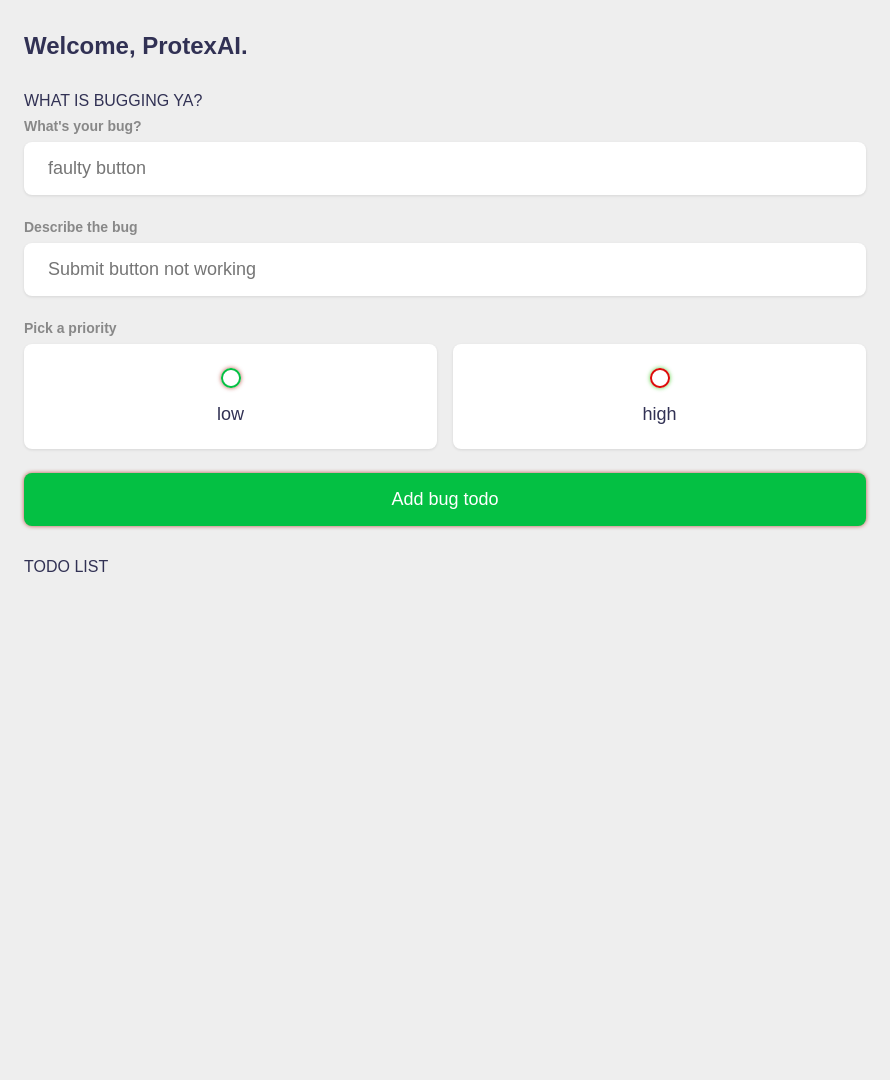 Welcome, ProtexAI.
WHAT IS BUGGING YA?
What's your bug?
faulty button
Describe the bug
Submit button not working
Pick a priority
low
high
Add bug todo
TODO LIST